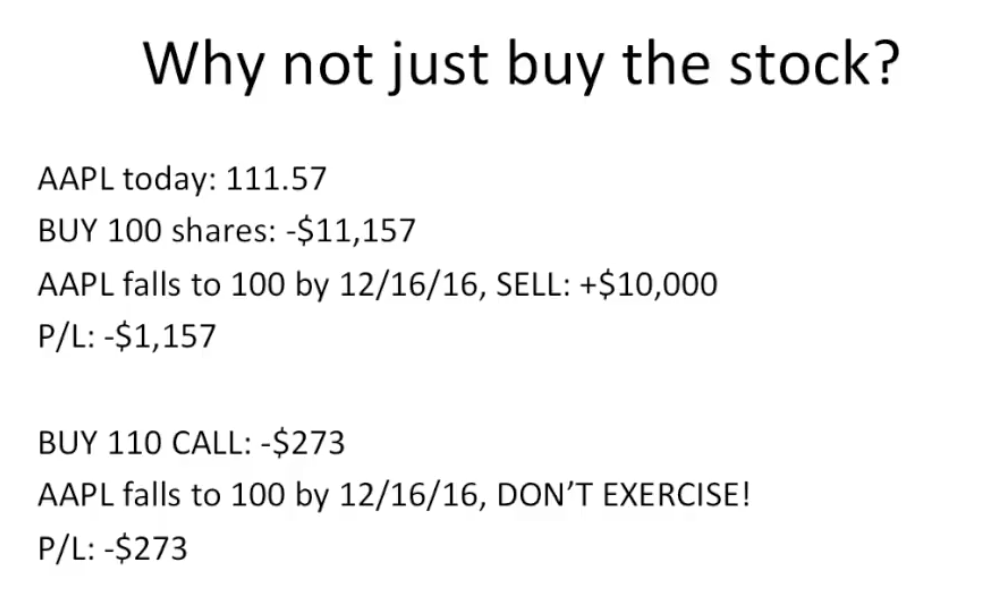 Why not just buy the stock?
AAPL today: 111.57
BUY 100 shares: -$11,157
AAPL falls to 100 by 12/16/16, SELL: +$10,000
P/L: -$1,157
BUY 110 CALL: -$273
AAPL falls to 100 by 12/16/16, DON’T EXERCISE!
P/L: -$273